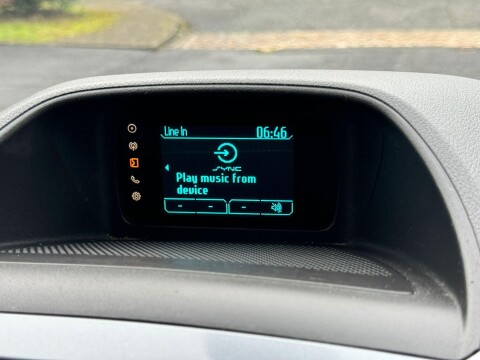 Line In 06:46
SYNC
Play music from
device
- - -